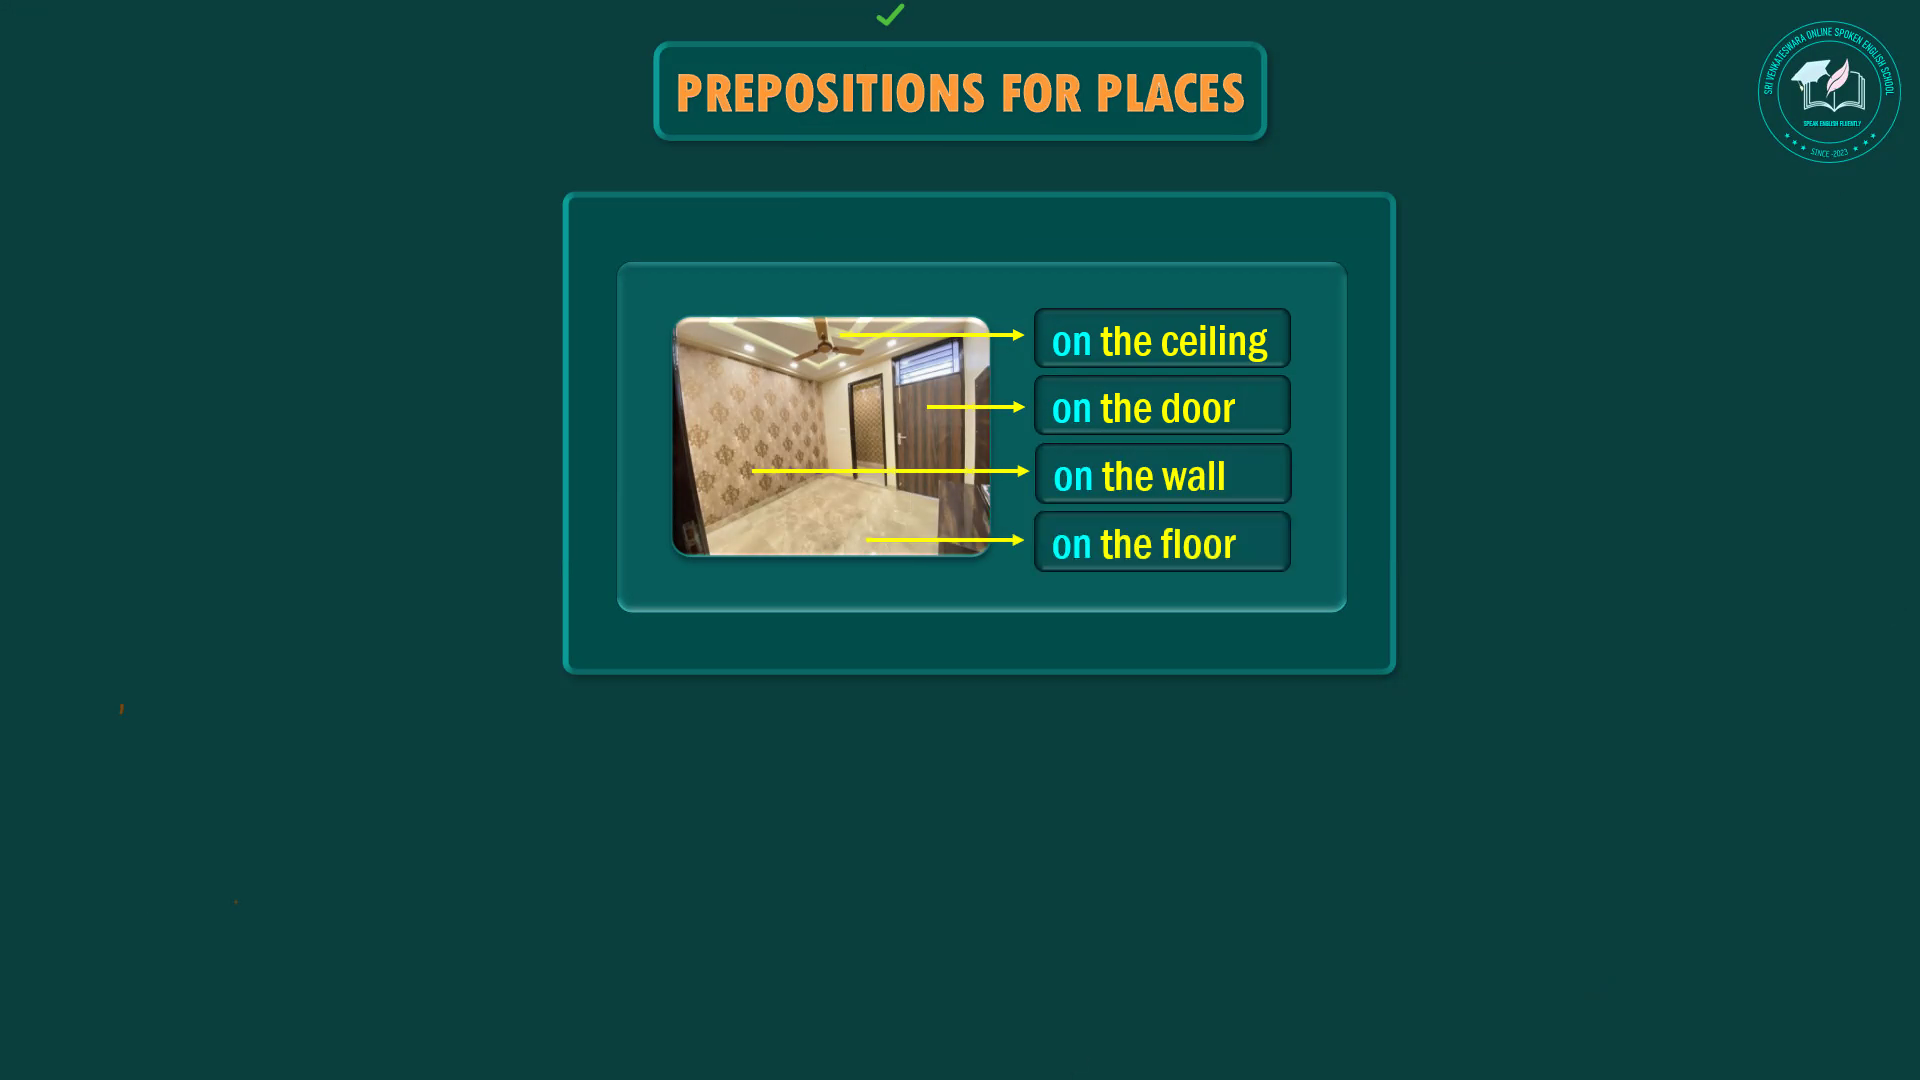 PREPOSITIONS FOR PLACES
SRI VENKATESWARA ONLINE SPOKEN ENGLISH SCHOOL
SPEAK ENGLISH FLUENTLY
SINCE -2023
on the ceiling
on the door
on the wall
on the floor